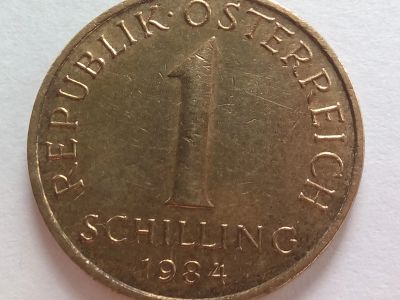 REPUBLIK·ÖSTERREICH
1
SCHILLING
1984